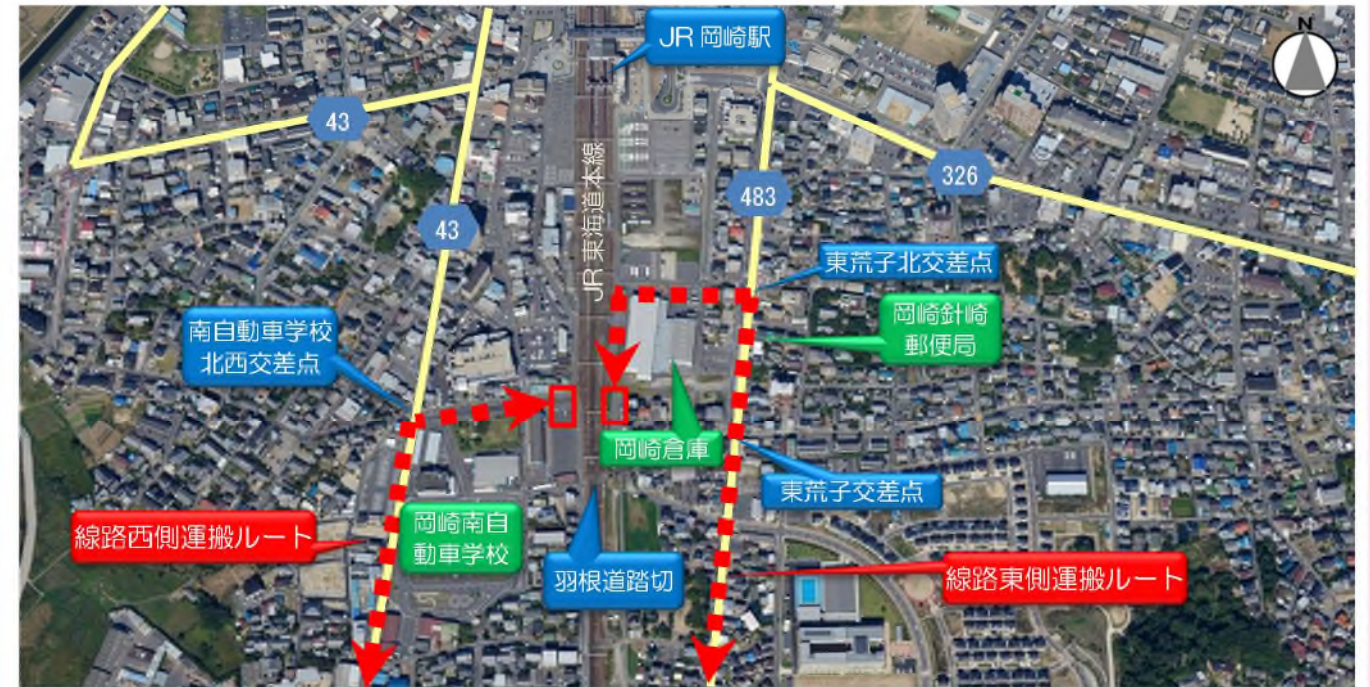 JR 岡崎駅
N
43
326
483
43
JR 東海道本線
東荒子北交差点
岡崎針崎
郵便局
南自動車学校
北西交差点
岡崎倉庫
東荒子交差点
岡崎南自
動車学校
線路西側運搬ルート
羽根道踏切
線路東側運搬ルート